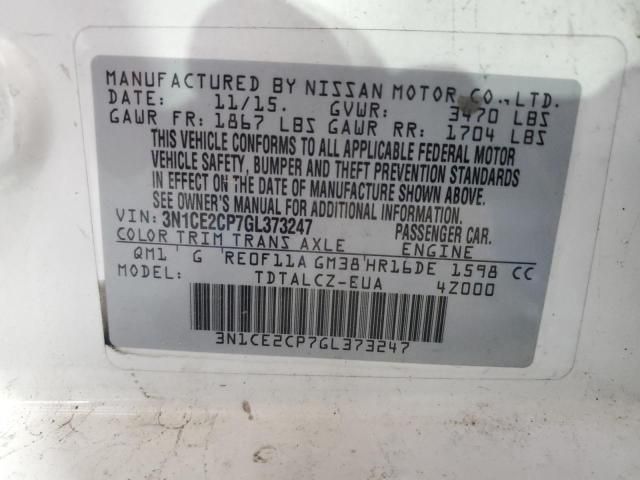 MANUFACTURED BY NISSAN MOTOR CO., LTD.
DATE: 11/15. GVWR: 3470 LBS
GAWR FR: 1867 LBS GAWR RR: 1704 LBS
THIS VEHICLE CONFORMS TO ALL APPLICABLE FEDERAL MOTOR
VEHICLE SAFETY, BUMPER AND THEFT PREVENTION STANDARDS
IN EFFECT ON THE DATE OF MANUFACTURE SHOWN ABOVE.
SEE OWNER'S MANUAL FOR ADDITIONAL INFORMATION.
VIN: 3N1CE2CP7GL373247 PASSENGER CAR.
COLOR TRIM TRANS AXLE ENGINE
QM1 G RE0F11A GM38 HR16DE 1598 CC
MODEL: TDTALCZ-EUA 4Z000
3N1CE2CP7GL373247